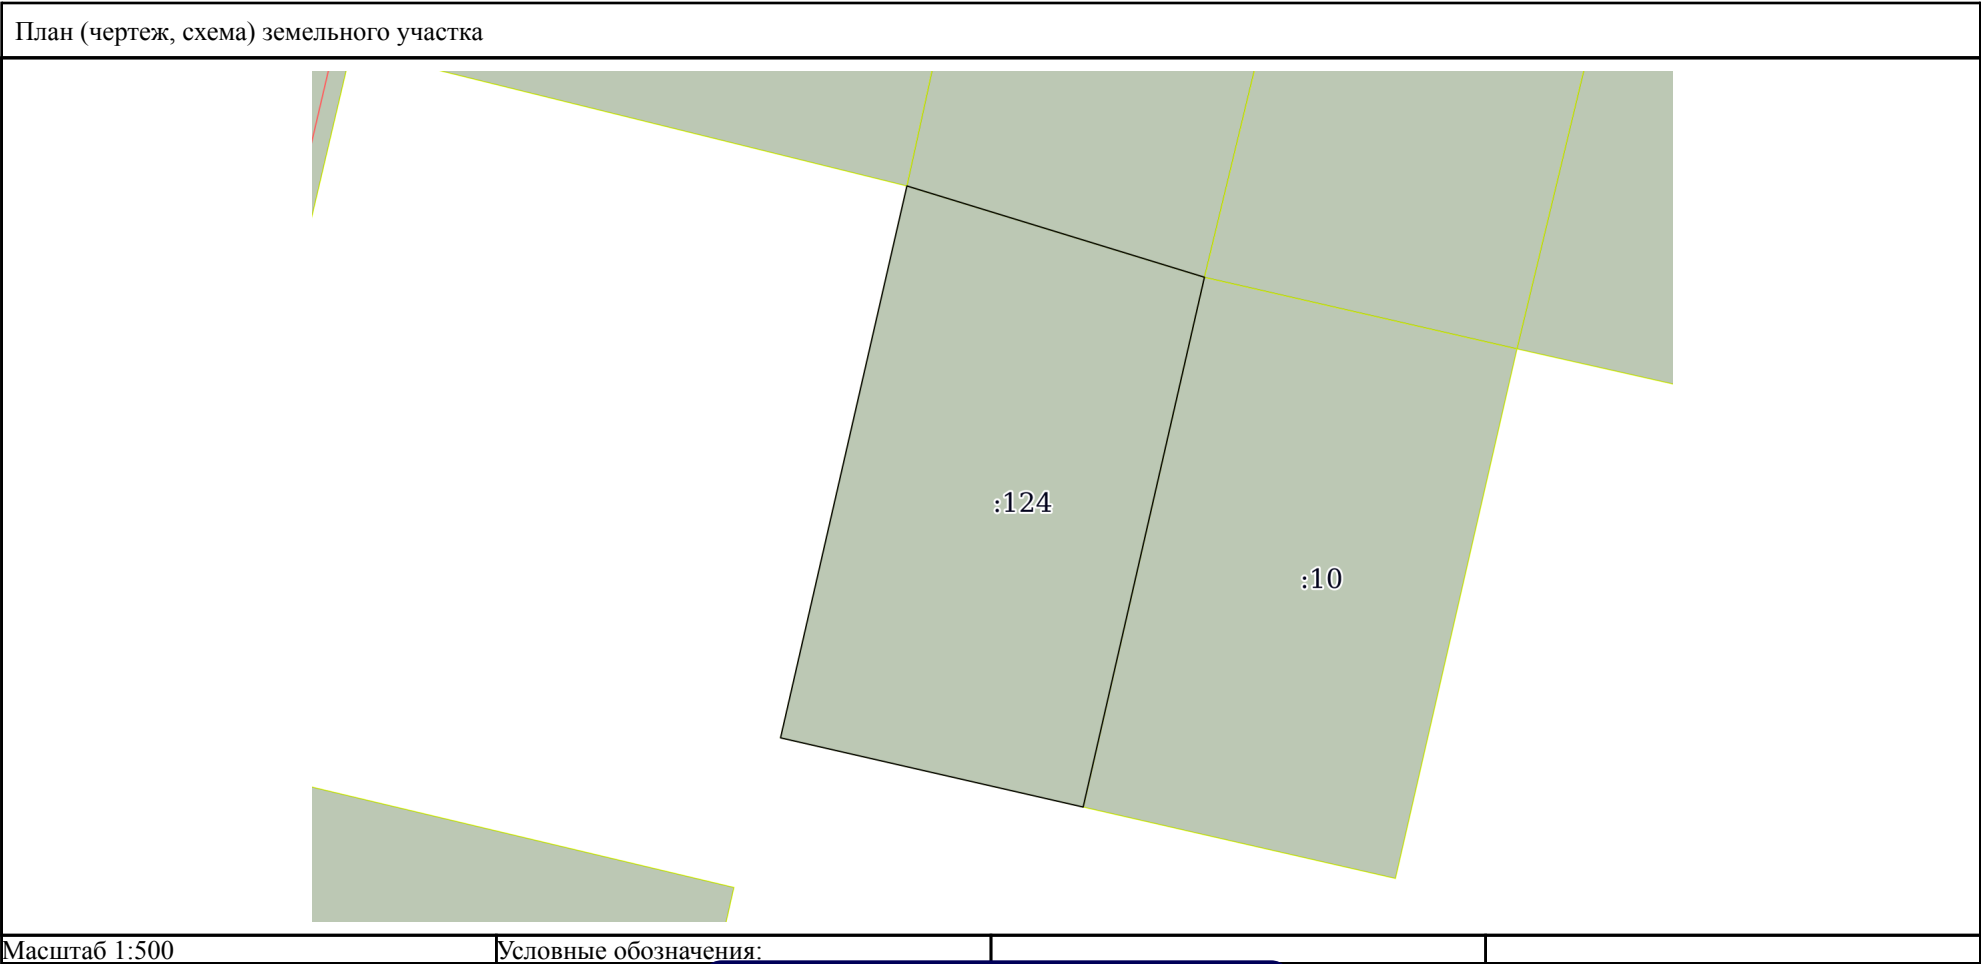 План (чертеж, схема) земельного участка
:124
:10
Масштаб 1:500
Условные обозначения: